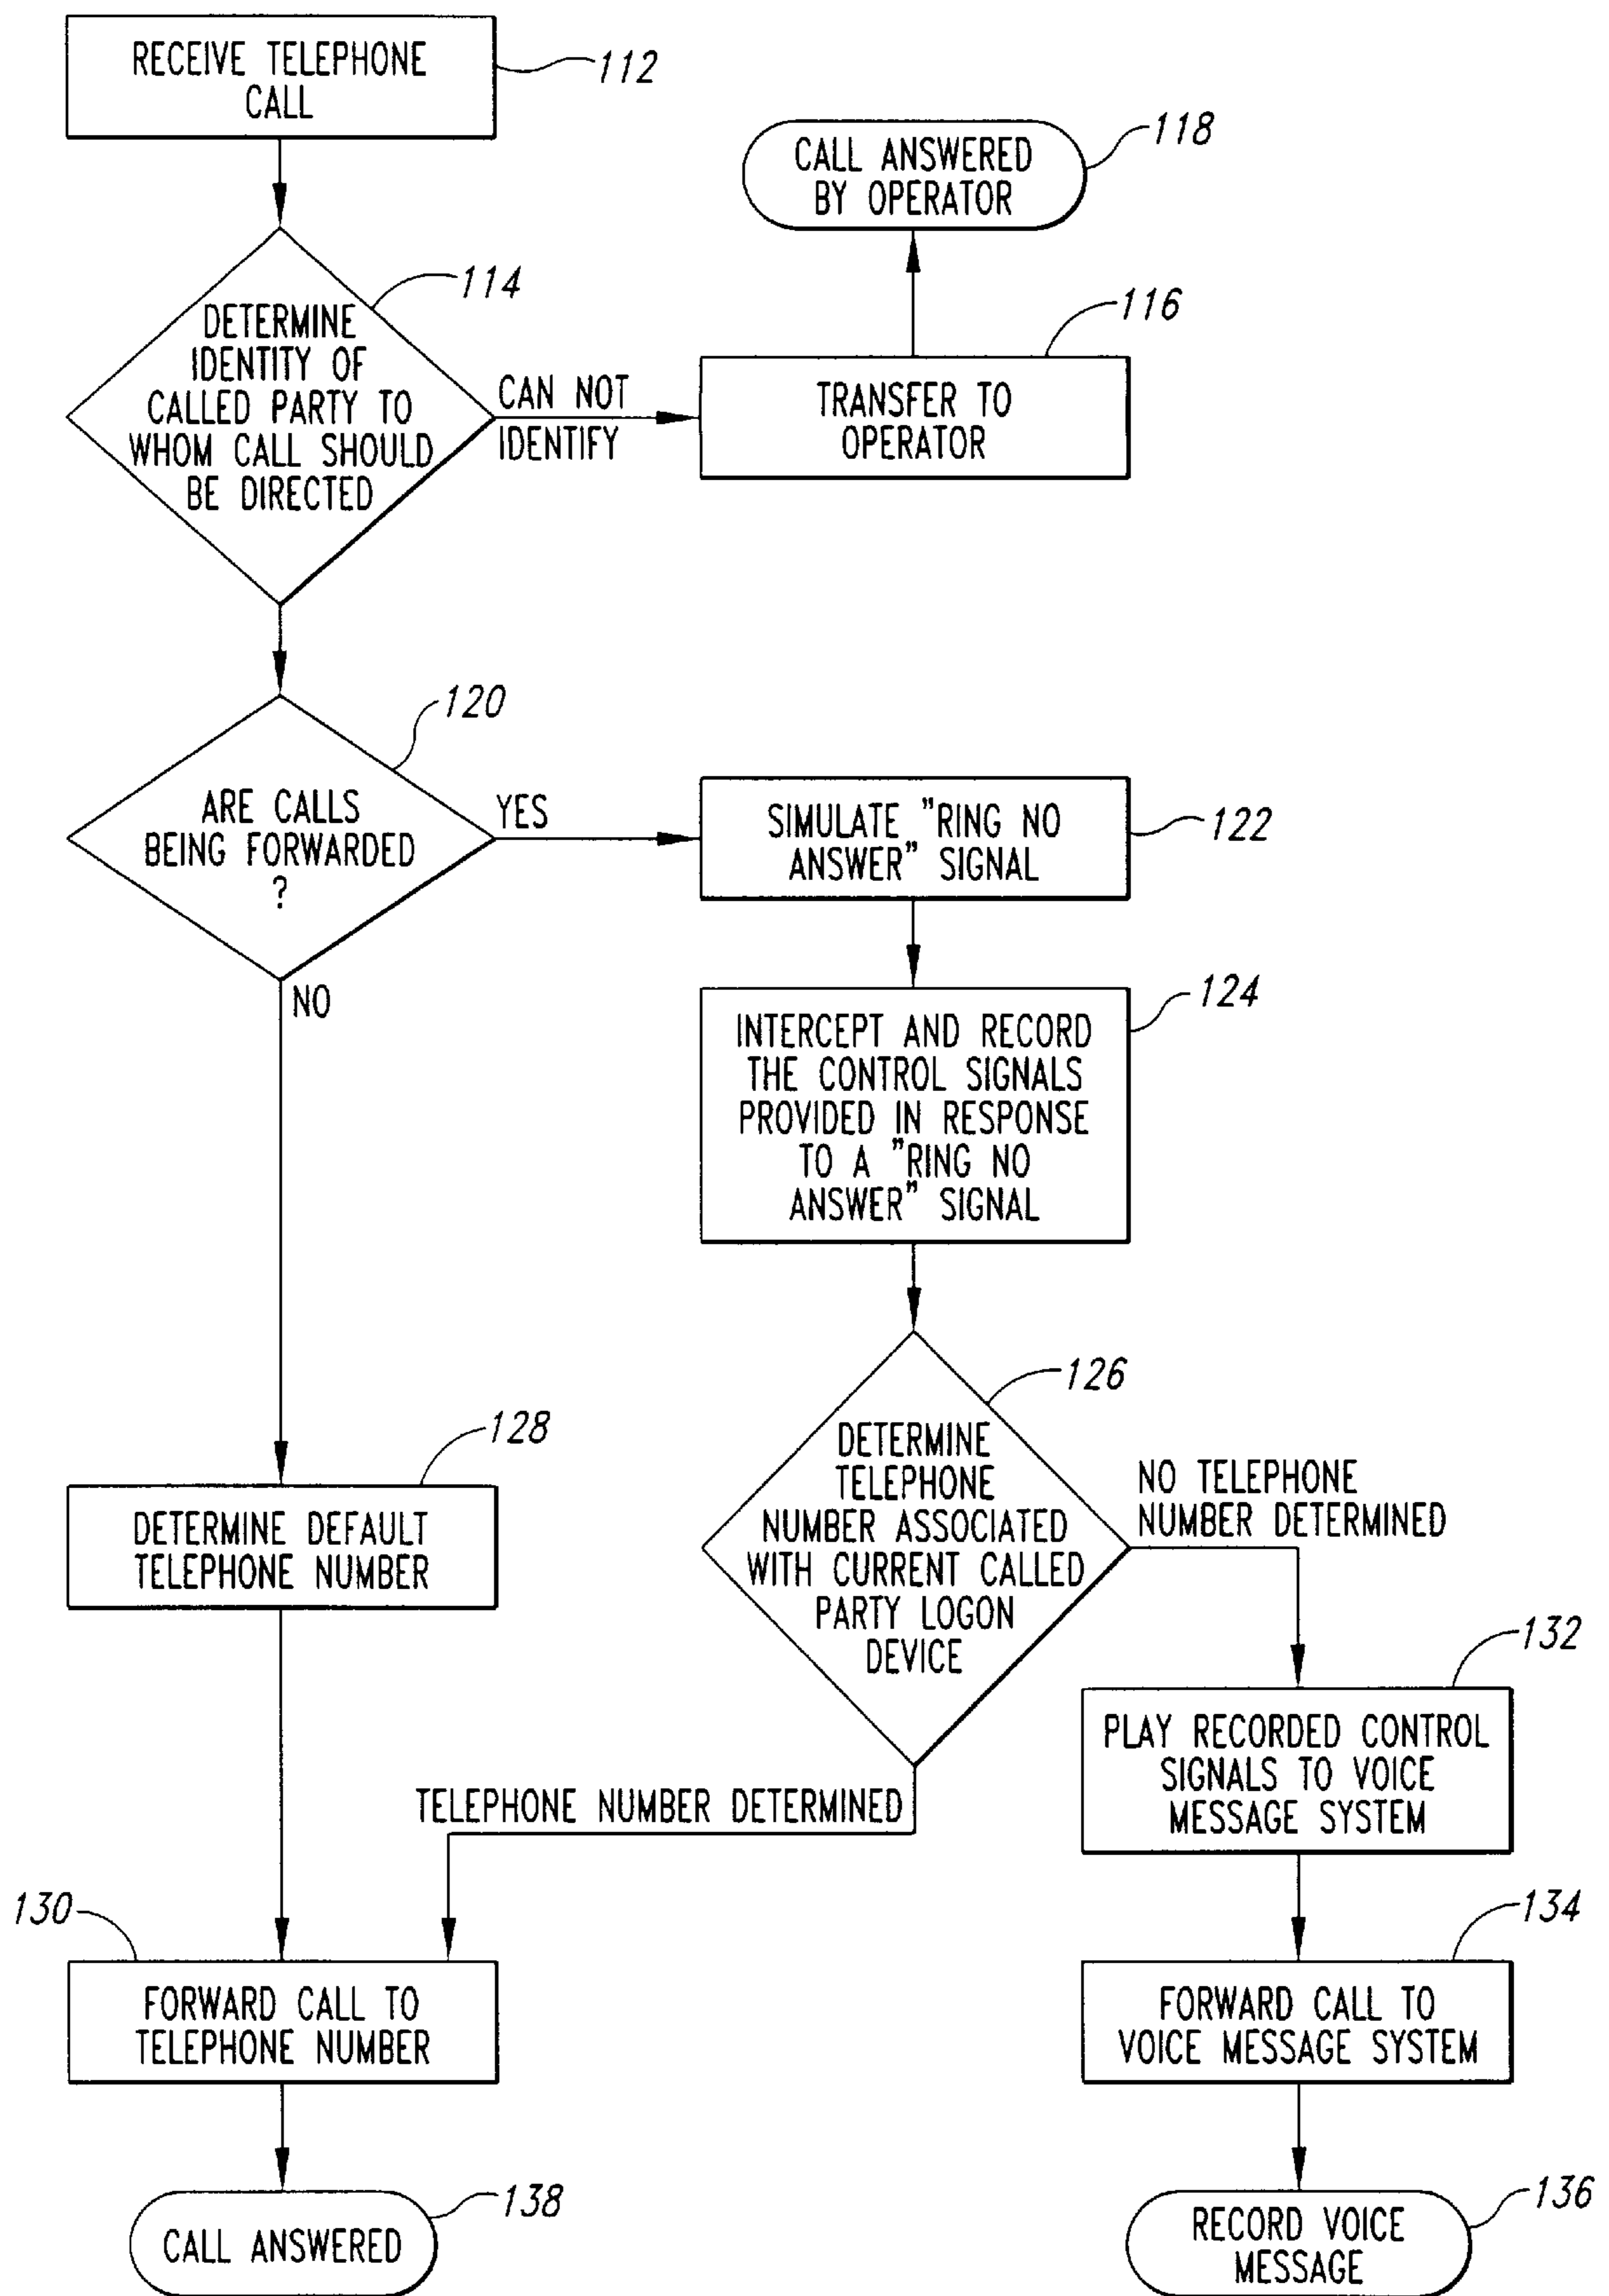 RECEIVE TELEPHONE
CALL
112
CALL ANSWERED
BY OPERATOR
118
114
DETERMINE
IDENTITY OF
CALLED PARTY TO
WHOM CALL SHOULD
BE DIRECTED
CAN NOT
IDENTIFY
116
TRANSFER TO
OPERATOR
120
ARE CALLS
BEING FORWARDED
?
YES
NO
SIMULATE "RING NO
ANSWER" SIGNAL
122
INTERCEPT AND RECORD
THE CONTROL SIGNALS
PROVIDED IN RESPONSE
TO A "RING NO
ANSWER" SIGNAL
124
126
DETERMINE
TELEPHONE
NUMBER ASSOCIATED
WITH CURRENT CALLED
PARTY LOGON
DEVICE
NO TELEPHONE
NUMBER DETERMINED
128
DETERMINE DEFAULT
TELEPHONE NUMBER
TELEPHONE NUMBER DETERMINED
132
PLAY RECORDED CONTROL
SIGNALS TO VOICE
MESSAGE SYSTEM
130
FORWARD CALL TO
TELEPHONE NUMBER
134
FORWARD CALL TO
VOICE MESSAGE SYSTEM
138
CALL ANSWERED
136
RECORD VOICE
MESSAGE